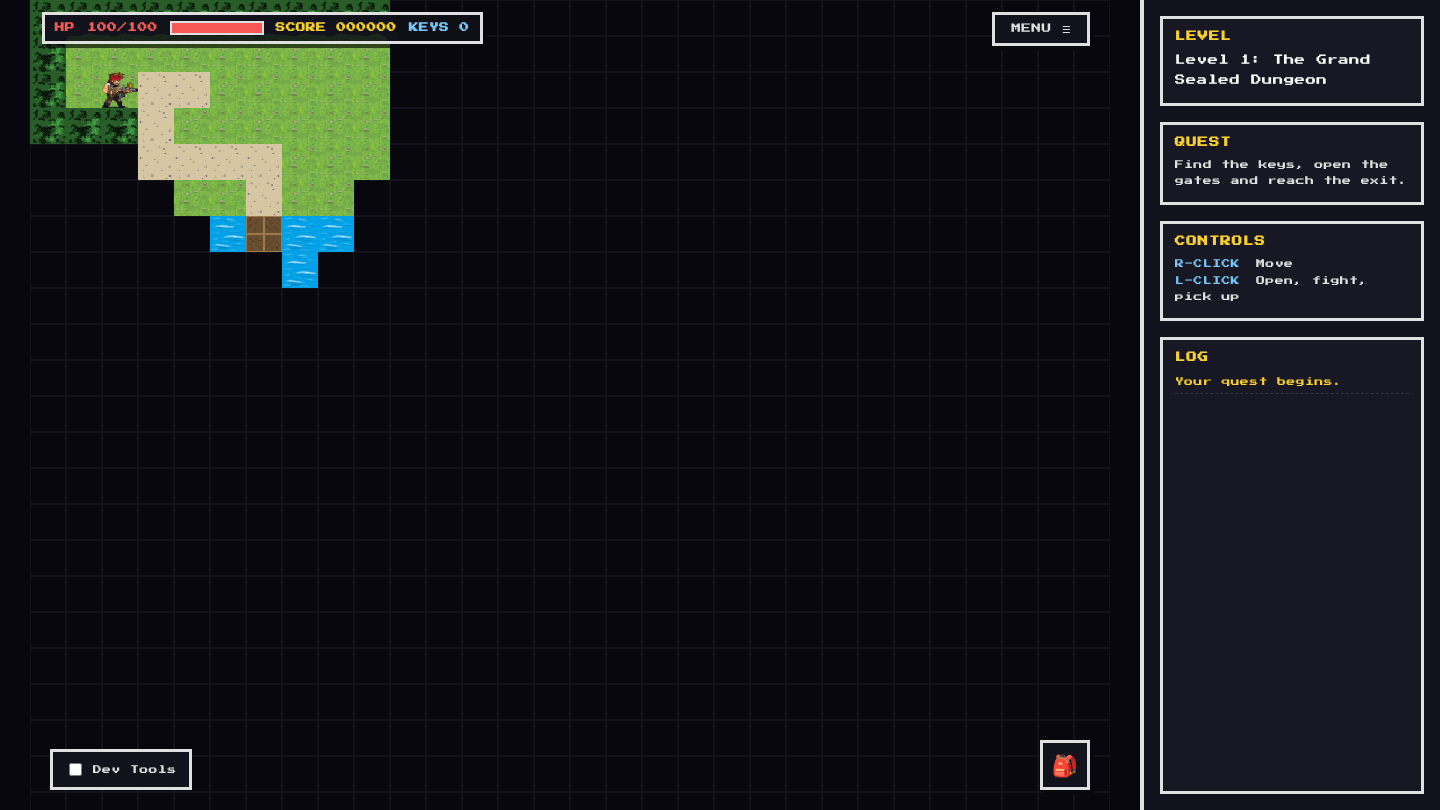 HP 100/100 SCORE 000000 KEYS 0
MENU ≡
LEVEL
Level 1: The Grand
Sealed Dungeon
QUEST
Find the keys, open the
gates and reach the exit.
CONTROLS
R-CLICK Move
L-CLICK Open, fight,
pick up
LOG
Your quest begins.
Dev Tools